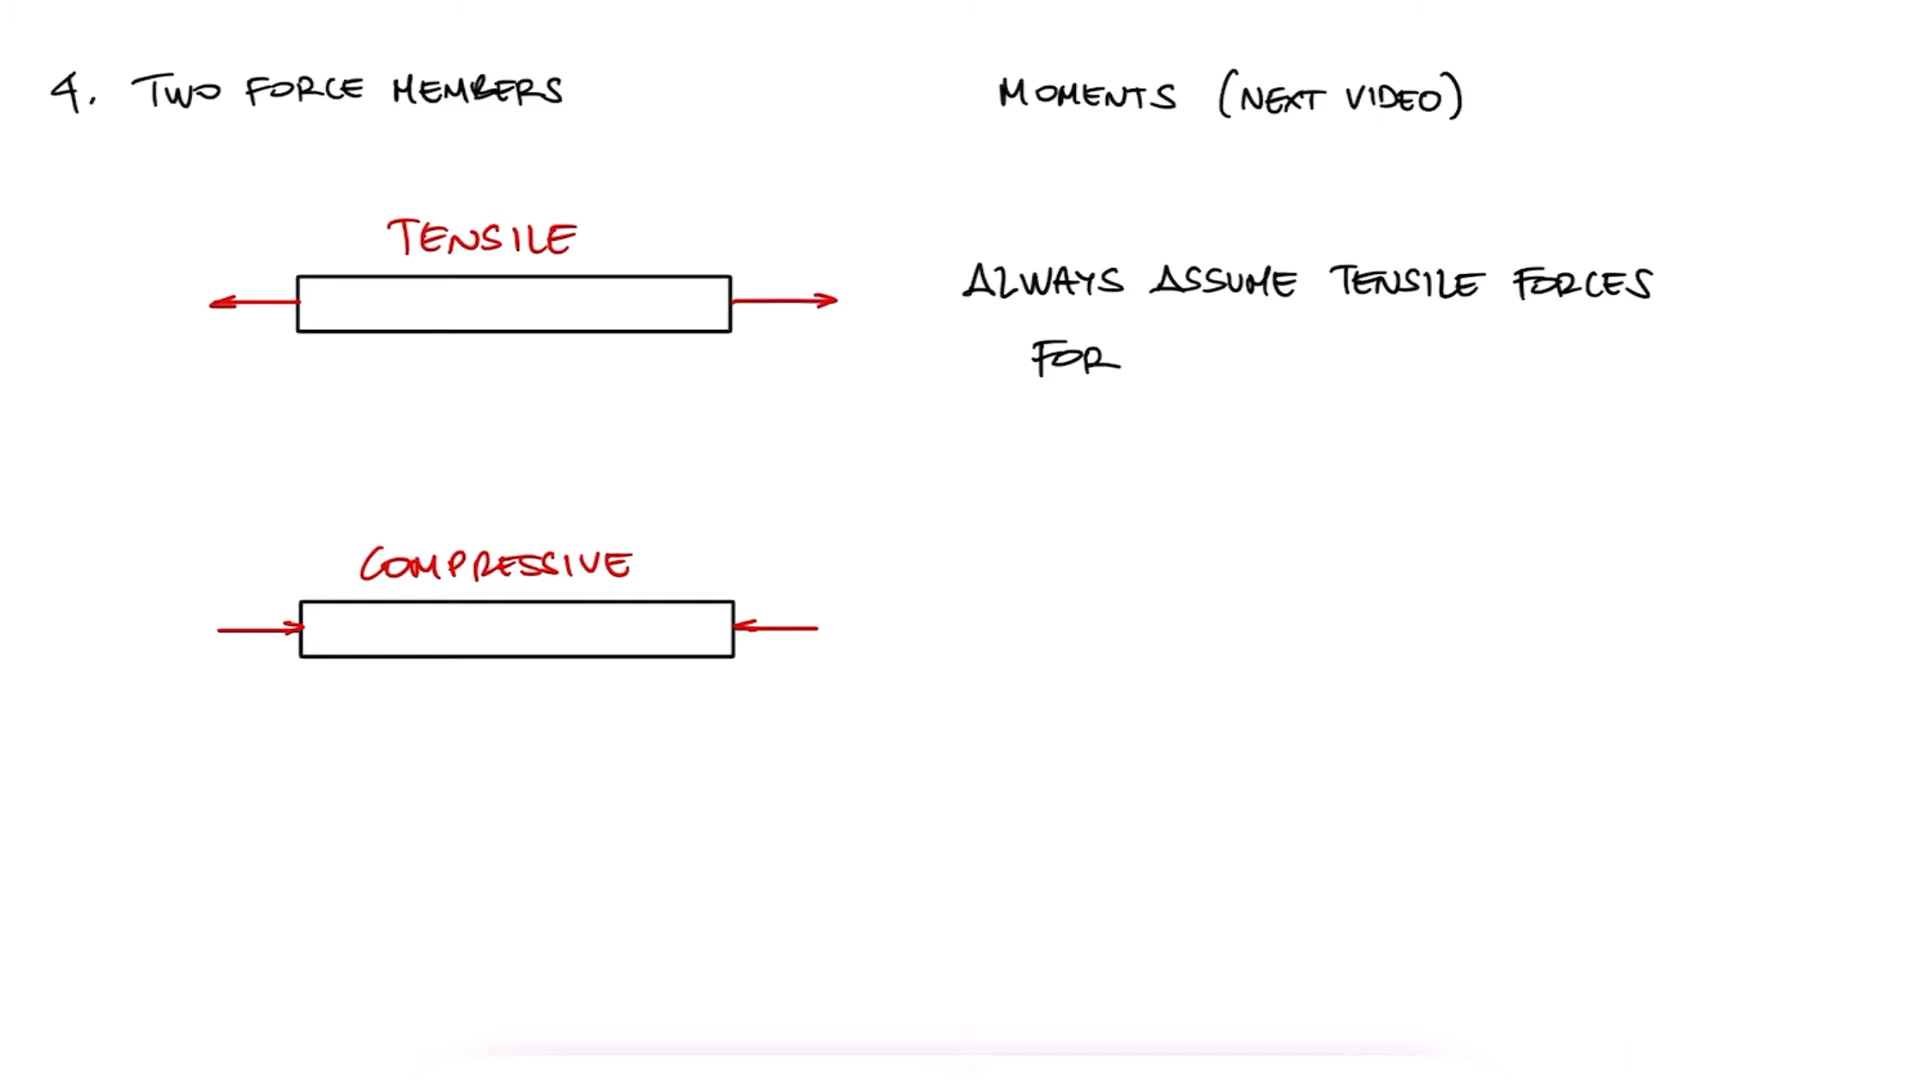 4. TWO FORCE MEMBERS
MOMENTS (NEXT VIDEO)
TENSILE
ALWAYS ASSUME TENSILE FORCES
FOR
COMPRESSIVE